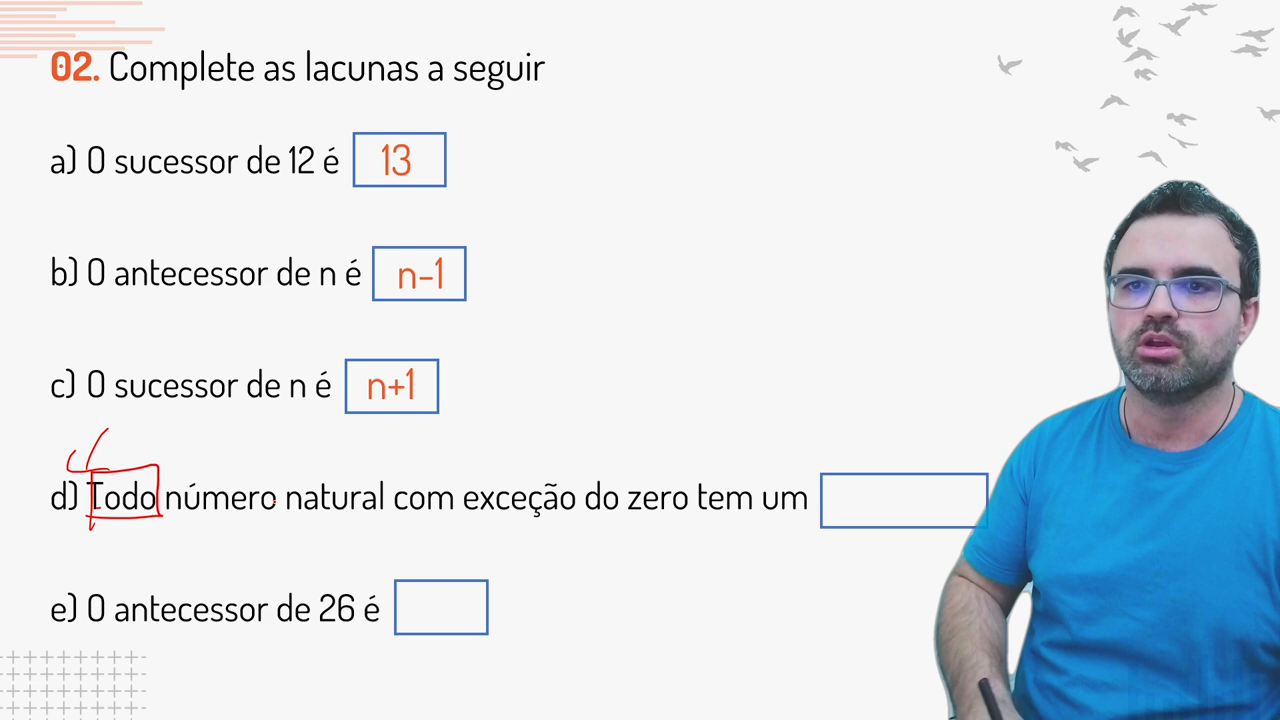 02. Complete as lacunas a seguir
a) O sucessor de 12 é 13
b) O antecessor de n é n-1
c) O sucessor de n é n+1
d) Todo número natural com exceção do zero tem um
e) O antecessor de 26 é